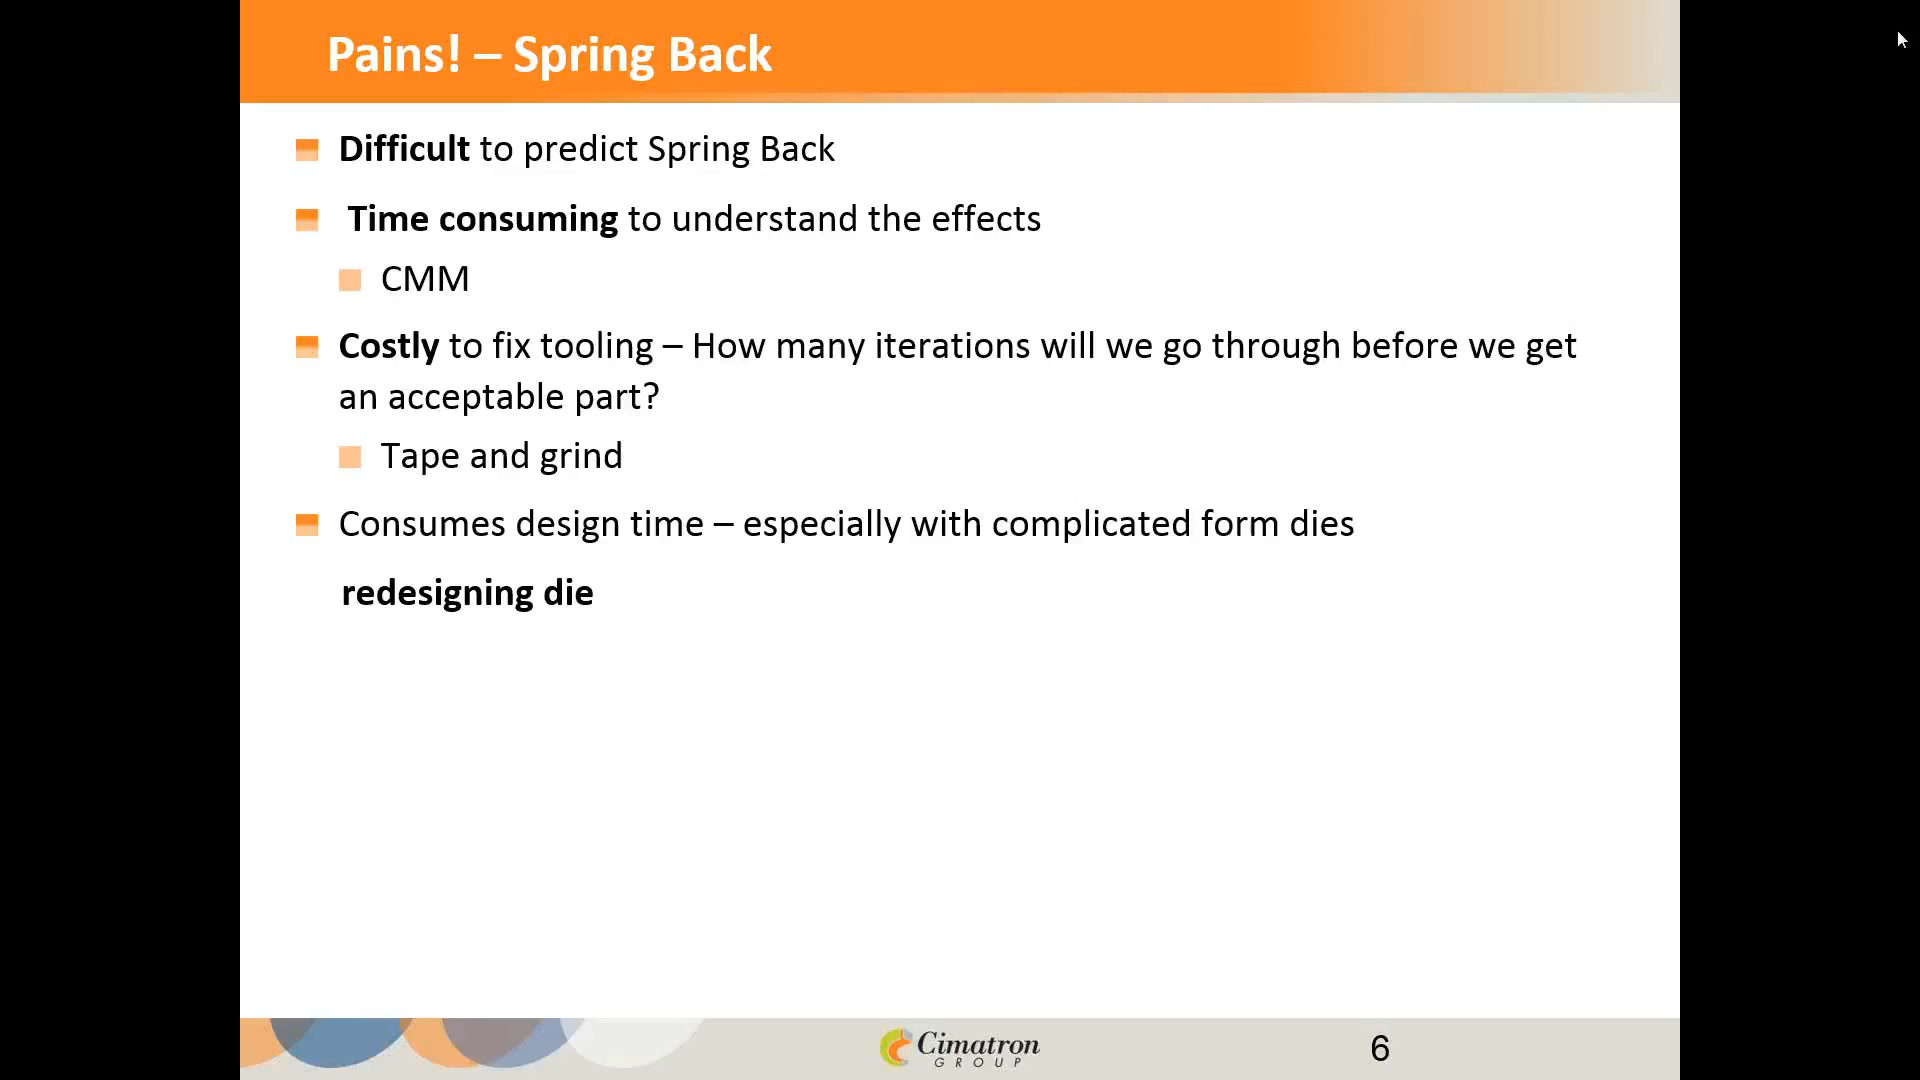 Pains! – Spring Back
Difficult to predict Spring Back
Time consuming to understand the effects
CMM
Costly to fix tooling – How many iterations will we go through before we get
an acceptable part?
Tape and grind
Consumes design time – especially with complicated form dies
redesigning die
Cimatron
GROUP
6